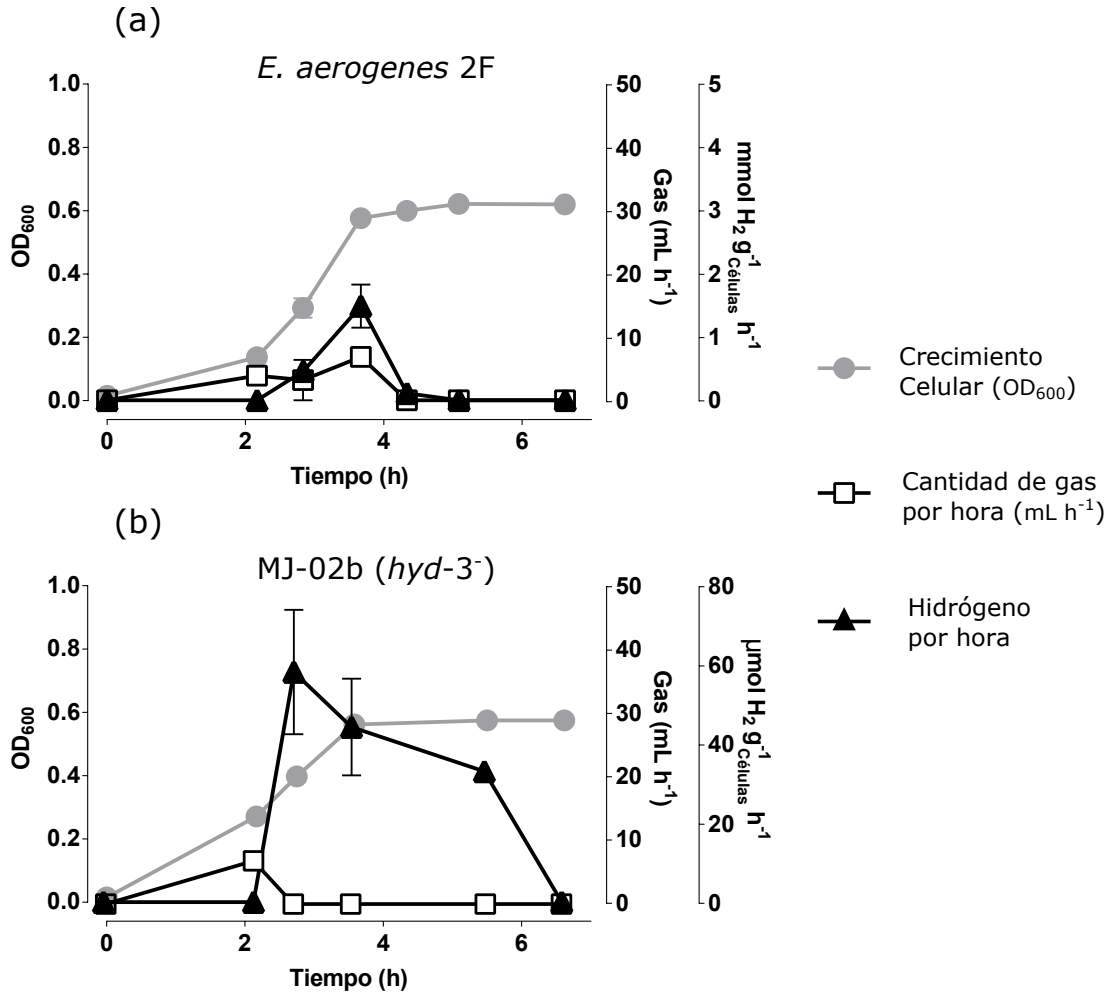 (a)
E. aerogenes 2F
1.0
0.8
0.6
0.4
0.2
0.0
OD600
50
40
30
20
10
0
Gas (mL h-1)
5
4
3
2
1
0
mmol H2 g-1Células h-1
0
2
4
6
Tiempo (h)
Crecimiento
Celular (OD600)
Cantidad de gas
por hora (mL h-1)
Hidrógeno
por hora
(b)
MJ-02b (hyd-3-)
1.0
0.8
0.6
0.4
0.2
0.0
OD600
50
40
30
20
10
0
Gas (mL h-1)
80
60
40
20
0
µmol H2 g-1Células h-1
0
2
4
6
Tiempo (h)